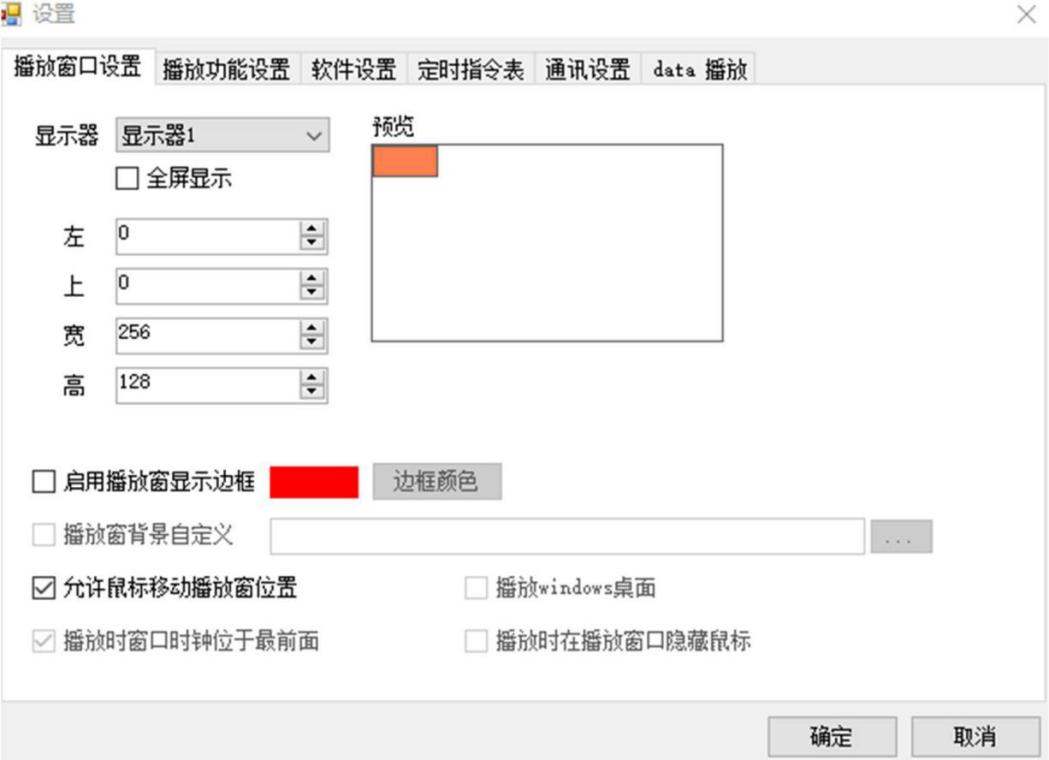 设置
播放窗口设置 播放功能设置 软件设置 定时指令表 通讯设置 data 播放
显示器 显示器1 预览
全屏显示
左 0
上 0
宽 256
高 128
启用播放窗显示边框 边框颜色
播放窗背景自定义 ...
允许鼠标移动播放窗位置 播放windows桌面
播放时窗口时钟位于最前面 播放时在播放窗口隐藏鼠标
确定 取消